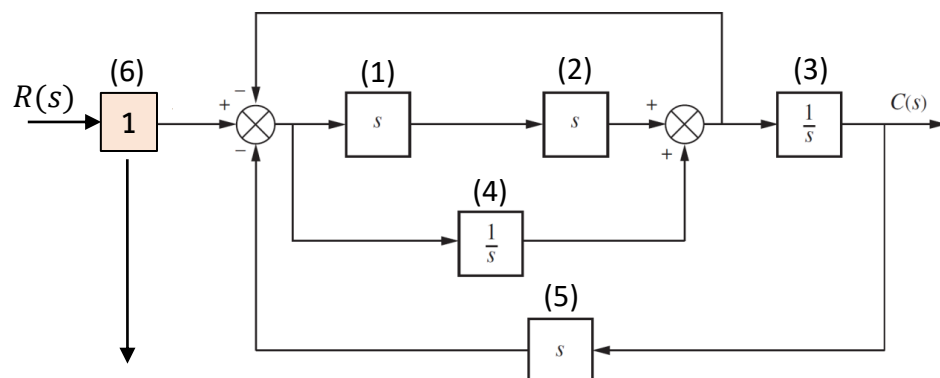 (6) (1) (2) (3)
R(s) 1 + − − s s + + 1/s C(s)
(4)
1/s
(5)
s